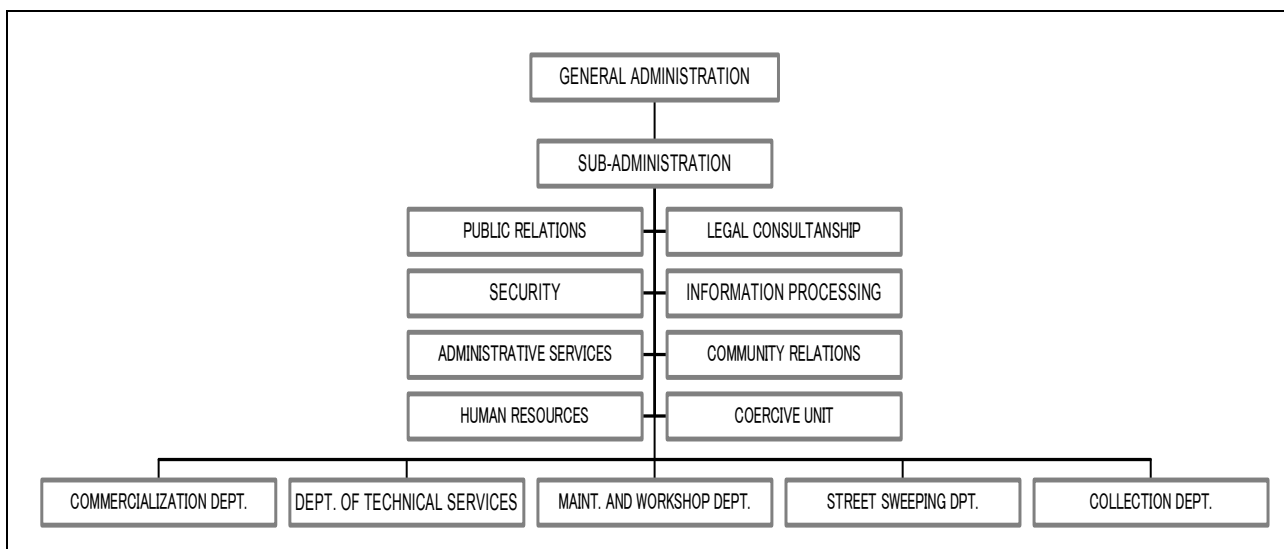 GENERAL ADMINISTRATION
SUB-ADMINISTRATION
PUBLIC RELATIONS
LEGAL CONSULTANSHIP
SECURITY
INFORMATION PROCESSING
ADMINISTRATIVE SERVICES
COMMUNITY RELATIONS
HUMAN RESOURCES
COERCIVE UNIT
COMMERCIALIZATION DEPT.
DEPT. OF TECHNICAL SERVICES
MAINT. AND WORKSHOP DEPT.
STREET SWEEPING DPT.
COLLECTION DEPT.